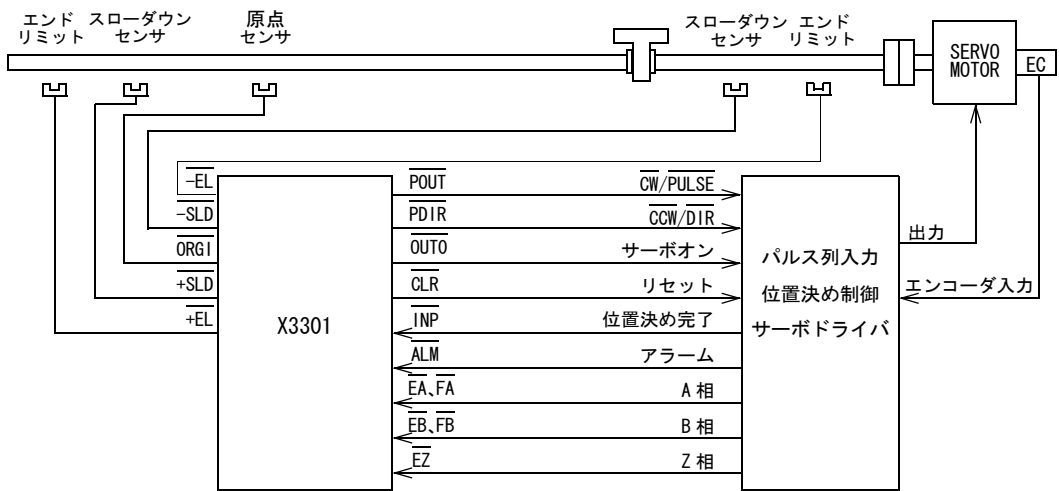 エンド
リミット
スローダウン
センサ
原点
センサ
スローダウン
センサ
エンド
リミット
SERVO
MOTOR
EC
-EL
-SLD
ORGI
+SLD
+EL
X3301
POUT
PDIR
OUT0
CLR
INP
ALM
EA、FA
EB、FB
EZ
CW/PULSE
CCW/DIR
サーボオン
リセット
位置決め完了
アラーム
A 相
B 相
Z 相
パルス列入力
位置決め制御
サーボドライバ
出力
エンコーダ入力